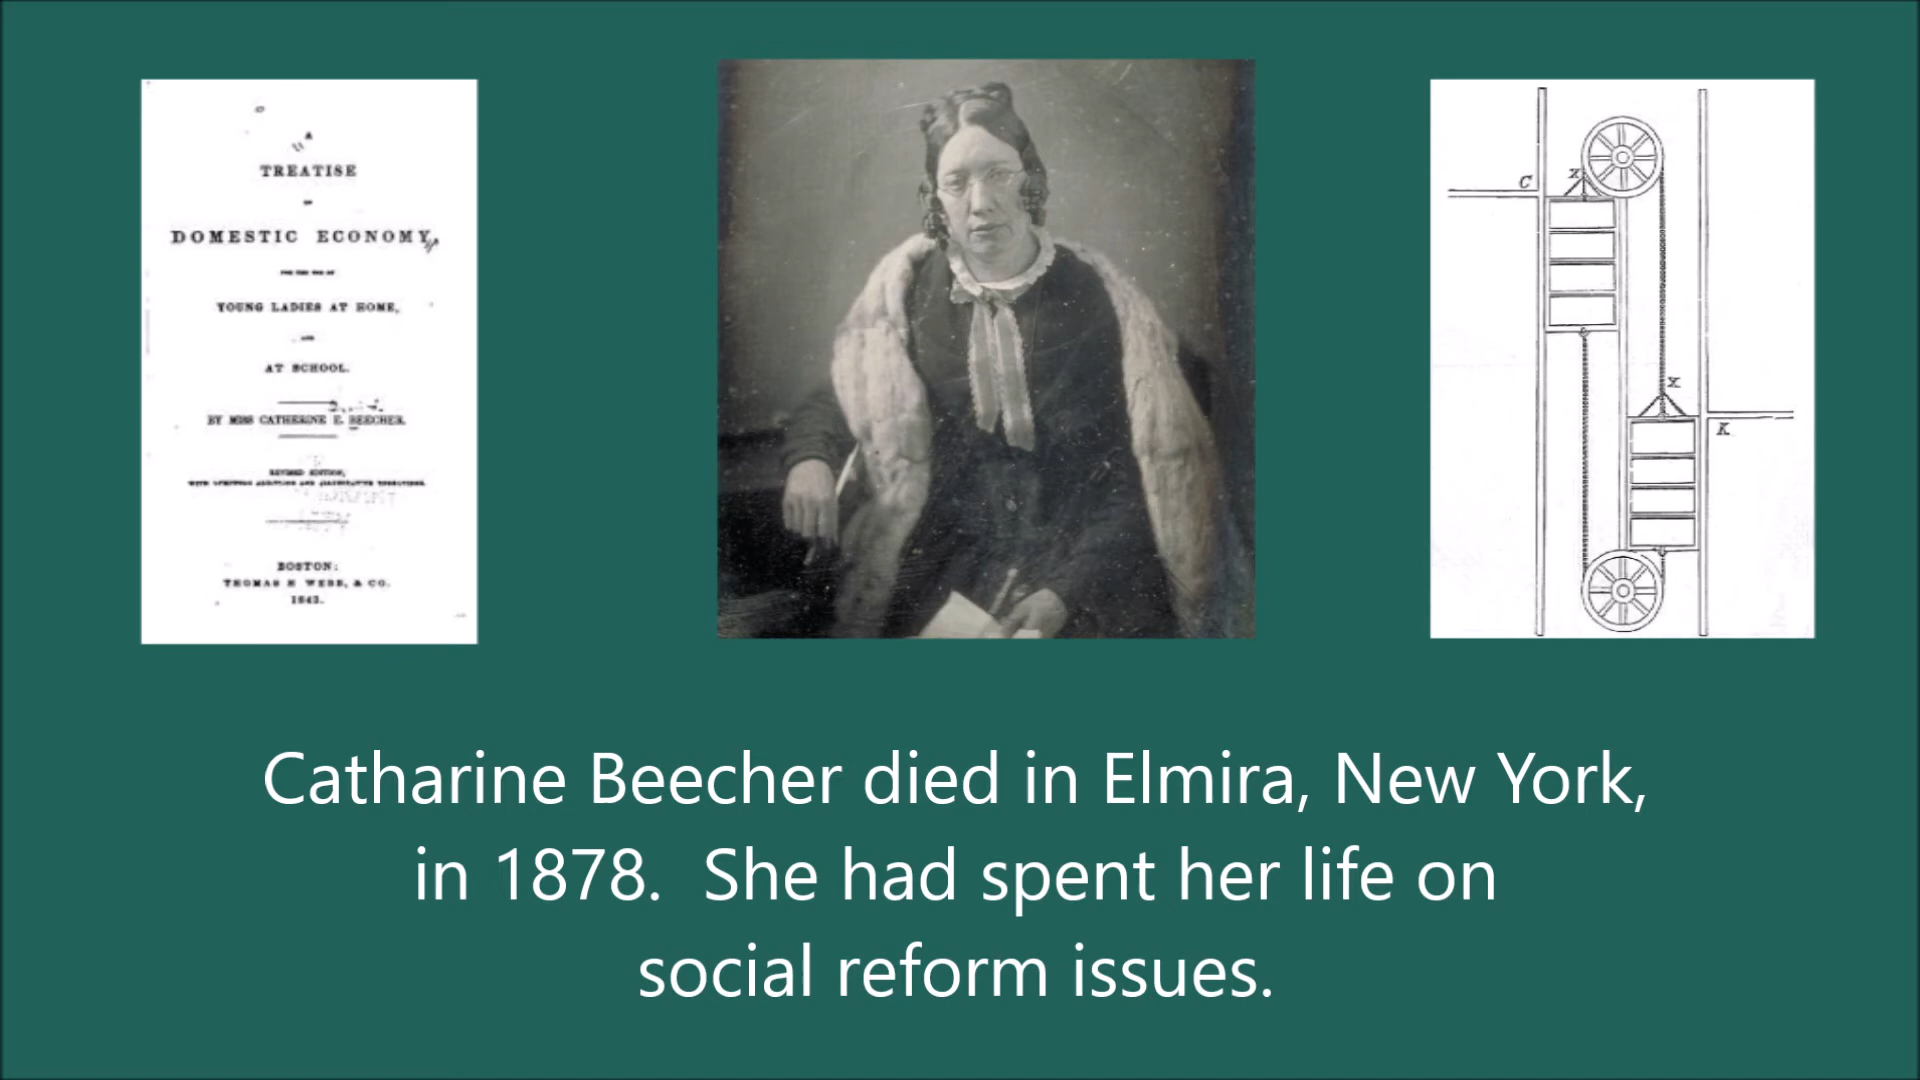 A
TREATISE
DOMESTIC ECONOMY,
FOR THE USE OF
YOUNG LADIES AT HOME,
AND
AT SCHOOL.
BY MISS CATHERINE E. BEECHER.
REVISED EDITION,
BOSTON:
THOMAS H WEBB, & CO.
1843.
C
X
X
K
Catharine Beecher died in Elmira, New York,
in 1878.  She had spent her life on
social reform issues.